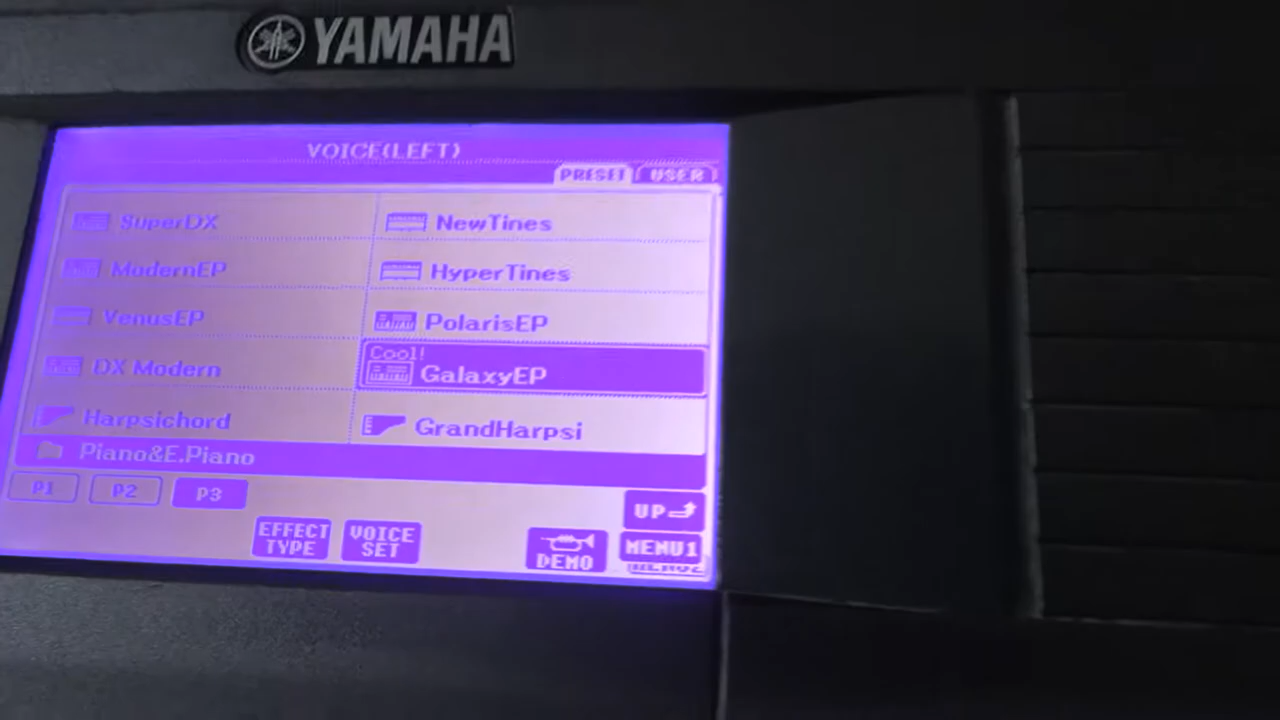 YAMAHA
VOICE(LEFT)
PRESET USER
SuperDX NewTines
ModernEP HyperTines
VenusEP PolarisEP
Cool!
DX Modern GalaxyEP
Harpsichord GrandHarpsi
Piano&E.Piano
P1 P2 P3
UP
EFFECT TYPE VOICE SET DEMO MENU1
MENU2